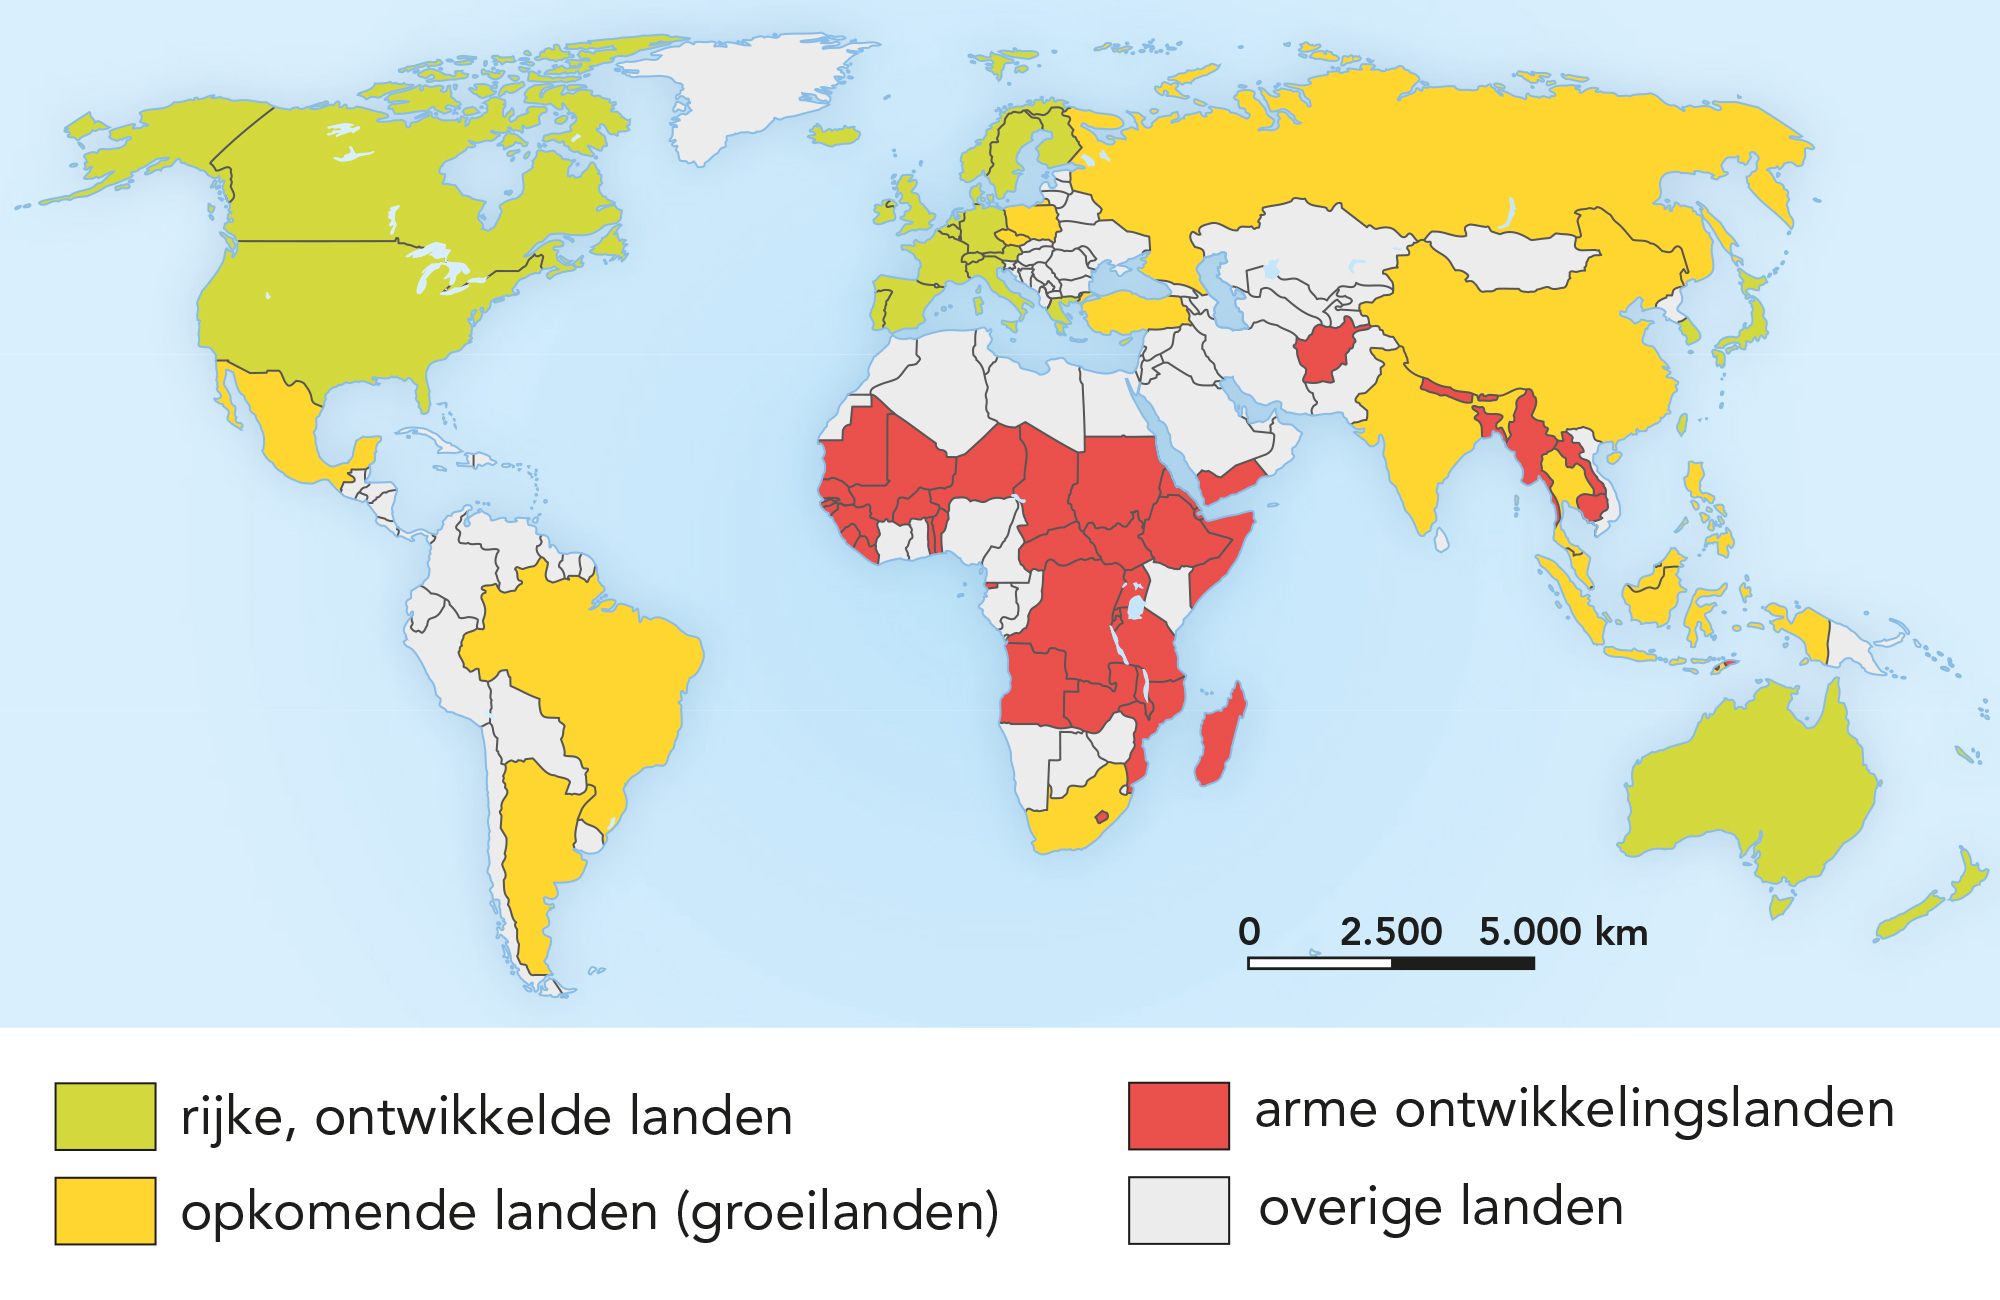 0 2.500 5.000 km
rijke, ontwikkelde landen
opkomende landen (groeilanden)
arme ontwikkelingslanden
overige landen